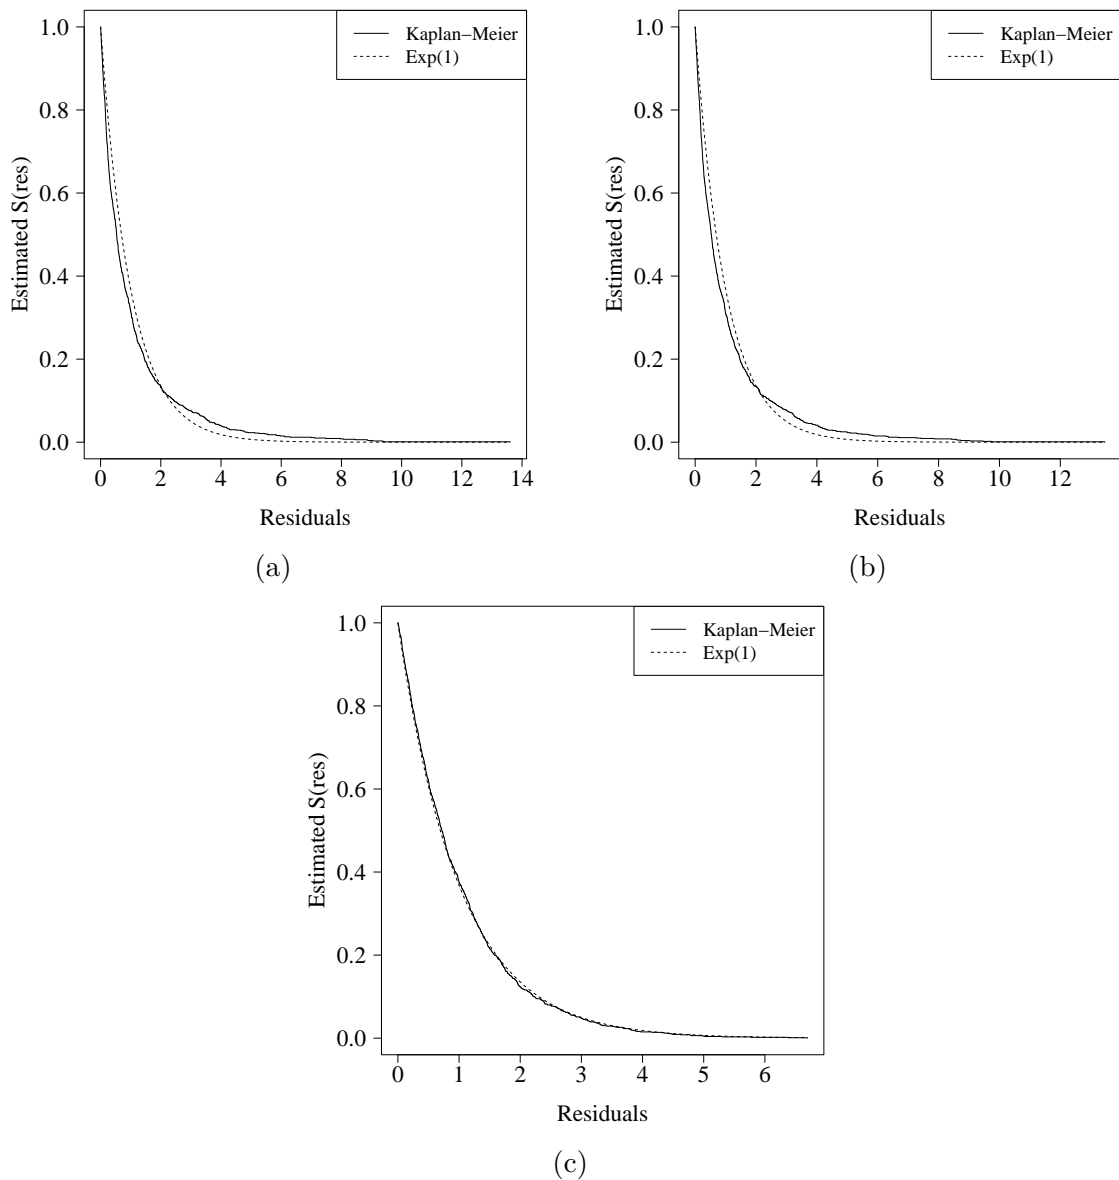 Kaplan−Meier
Exp(1)
1.0
0.8
0.6
0.4
0.2
0.0
Estimated S(res)
0 2 4 6 8 10 12 14
Residuals
(a)
Kaplan−Meier
Exp(1)
1.0
0.8
0.6
0.4
0.2
0.0
Estimated S(res)
0 2 4 6 8 10 12
Residuals
(b)
Kaplan−Meier
Exp(1)
1.0
0.8
0.6
0.4
0.2
0.0
Estimated S(res)
0 1 2 3 4 5 6
Residuals
(c)